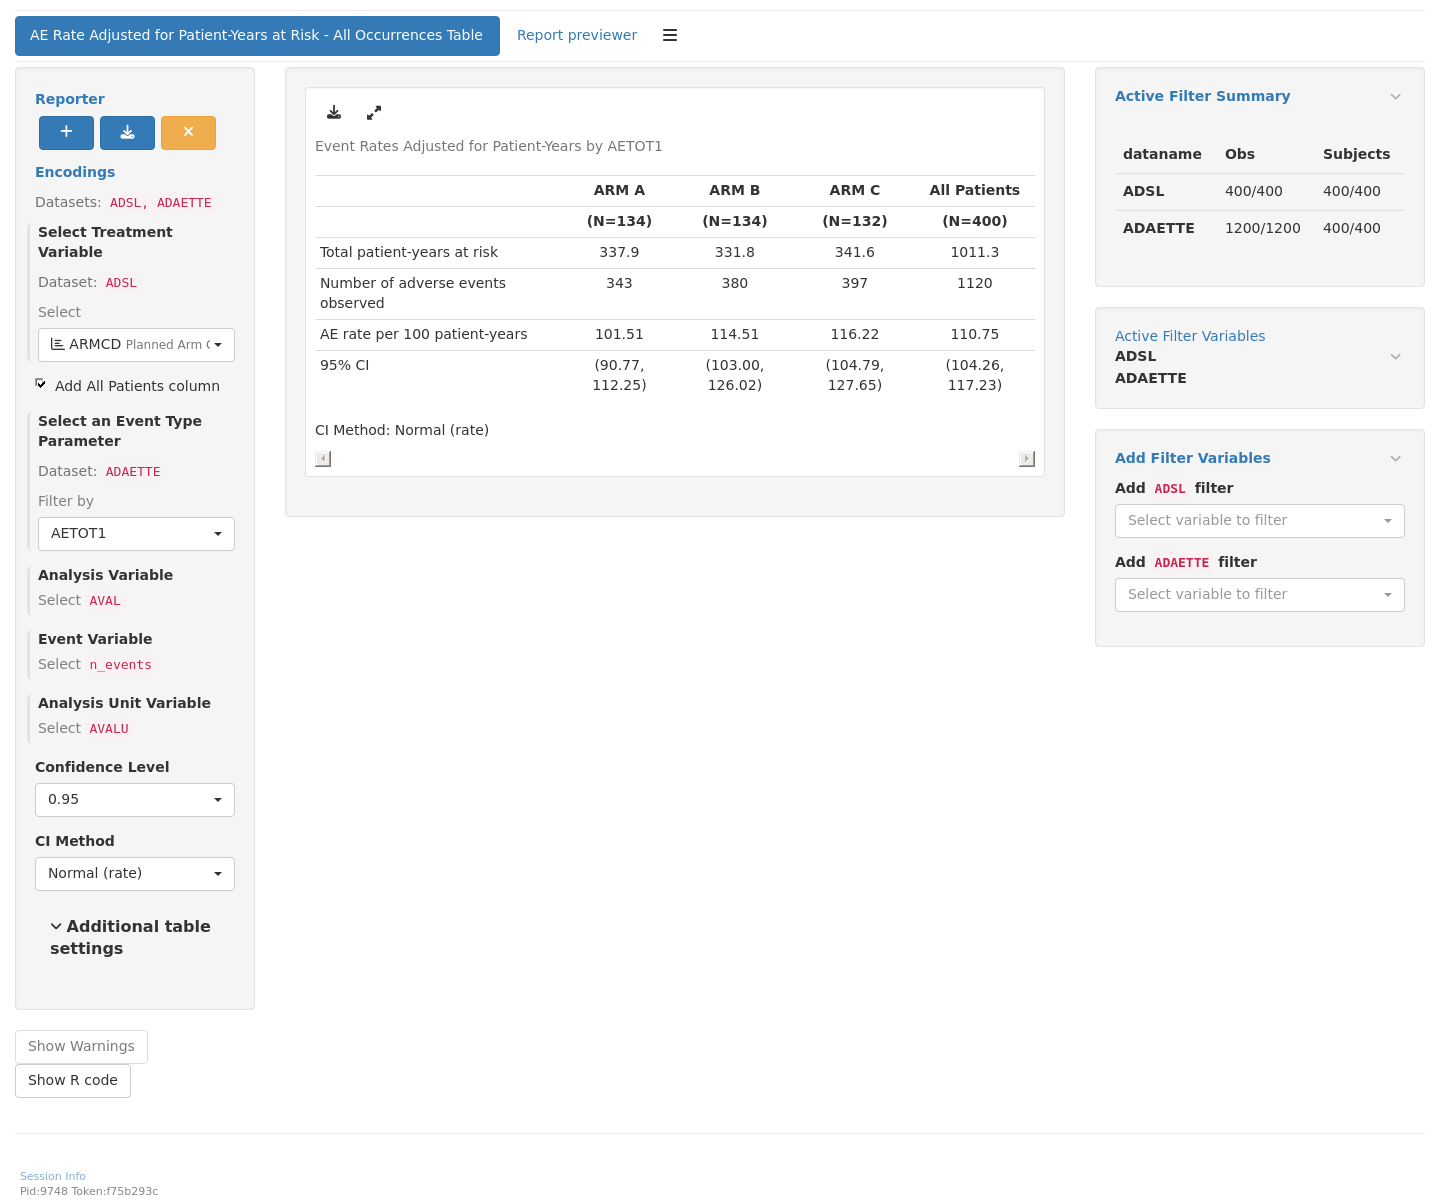 AE Rate Adjusted for Patient-Years at Risk - All Occurrences Table
Report previewer
Reporter
Encodings
Datasets: ADSL, ADAETTE
Select Treatment
Variable
Dataset: ADSL
Select
ARMCD Planned Arm C
Add All Patients column
Select an Event Type
Parameter
Dataset: ADAETTE
Filter by
AETOT1
Analysis Variable
Select AVAL
Event Variable
Select n_events
Analysis Unit Variable
Select AVALU
Confidence Level
0.95
CI Method
Normal (rate)
Additional table
settings
Show Warnings
Show R code
Event Rates Adjusted for Patient-Years by AETOT1
ARM A ARM B ARM C All Patients
(N=134) (N=134) (N=132) (N=400)
Total patient-years at risk 337.9 331.8 341.6 1011.3
Number of adverse events 343 380 397 1120
observed
AE rate per 100 patient-years 101.51 114.51 116.22 110.75
95% CI (90.77, (103.00, (104.79, (104.26,
112.25) 126.02) 127.65) 117.23)
CI Method: Normal (rate)
Active Filter Summary
dataname Obs Subjects
ADSL 400/400 400/400
ADAETTE 1200/1200 400/400
Active Filter Variables
ADSL
ADAETTE
Add Filter Variables
Add ADSL filter
Select variable to filter
Add ADAETTE filter
Select variable to filter
Session Info
Pid:9748 Token:f75b293c